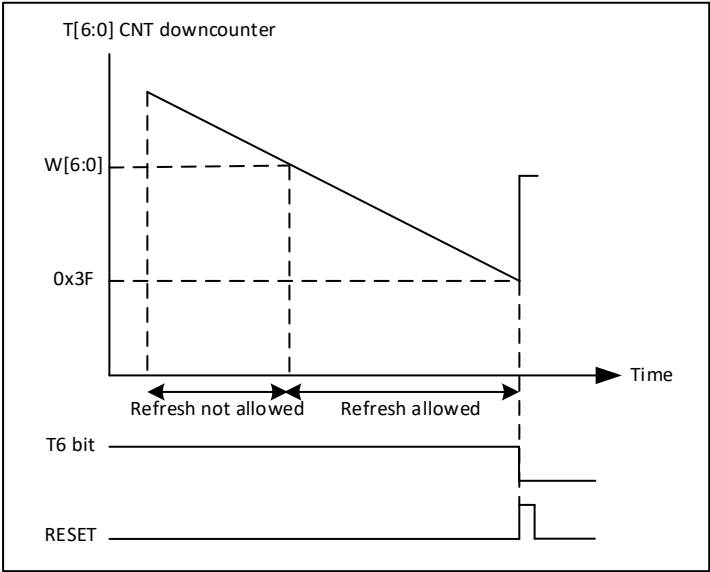 T[6:0] CNT downcounter
W[6:0]
0x3F
Time
Refresh not allowed
Refresh allowed
T6 bit
RESET